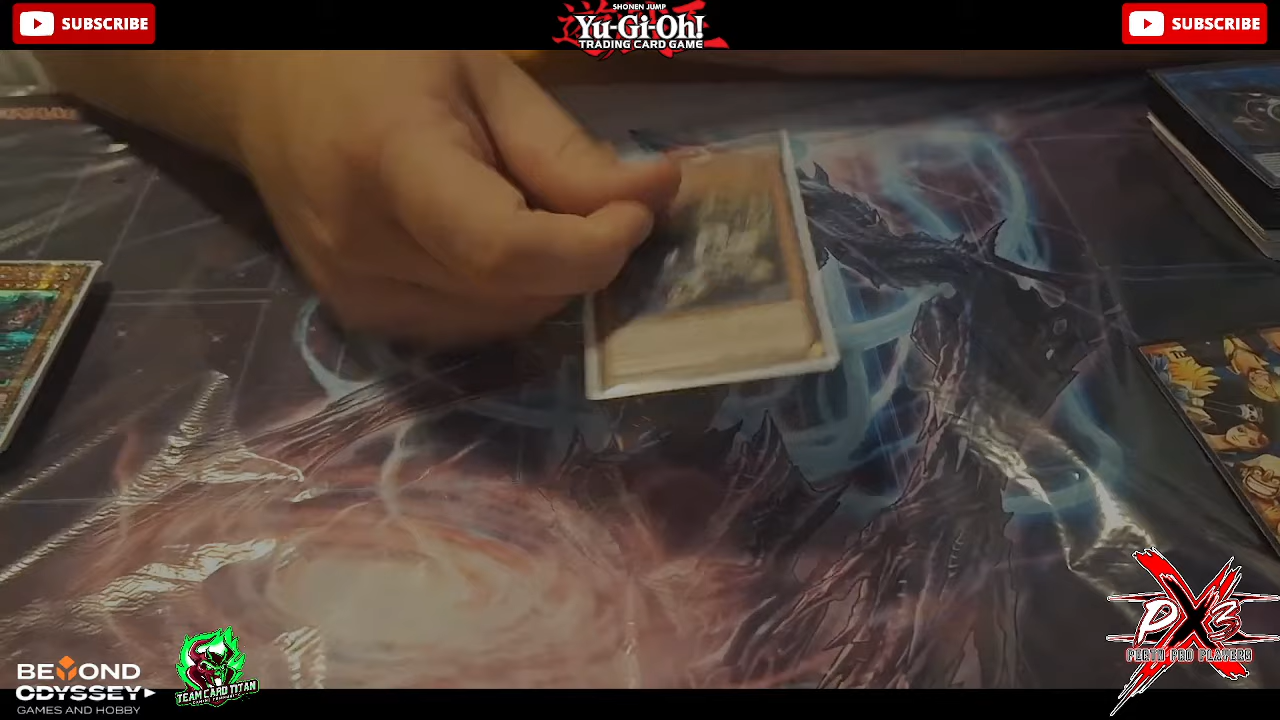 SUBSCRIBE
SHONEN JUMP
Yu-Gi-Oh!
TRADING CARD GAME
SUBSCRIBE
BEYOND
ODYSSEY
GAMES AND HOBBY
TEAM CARD TITAN
PX3
PERTH PRO PLAYERS